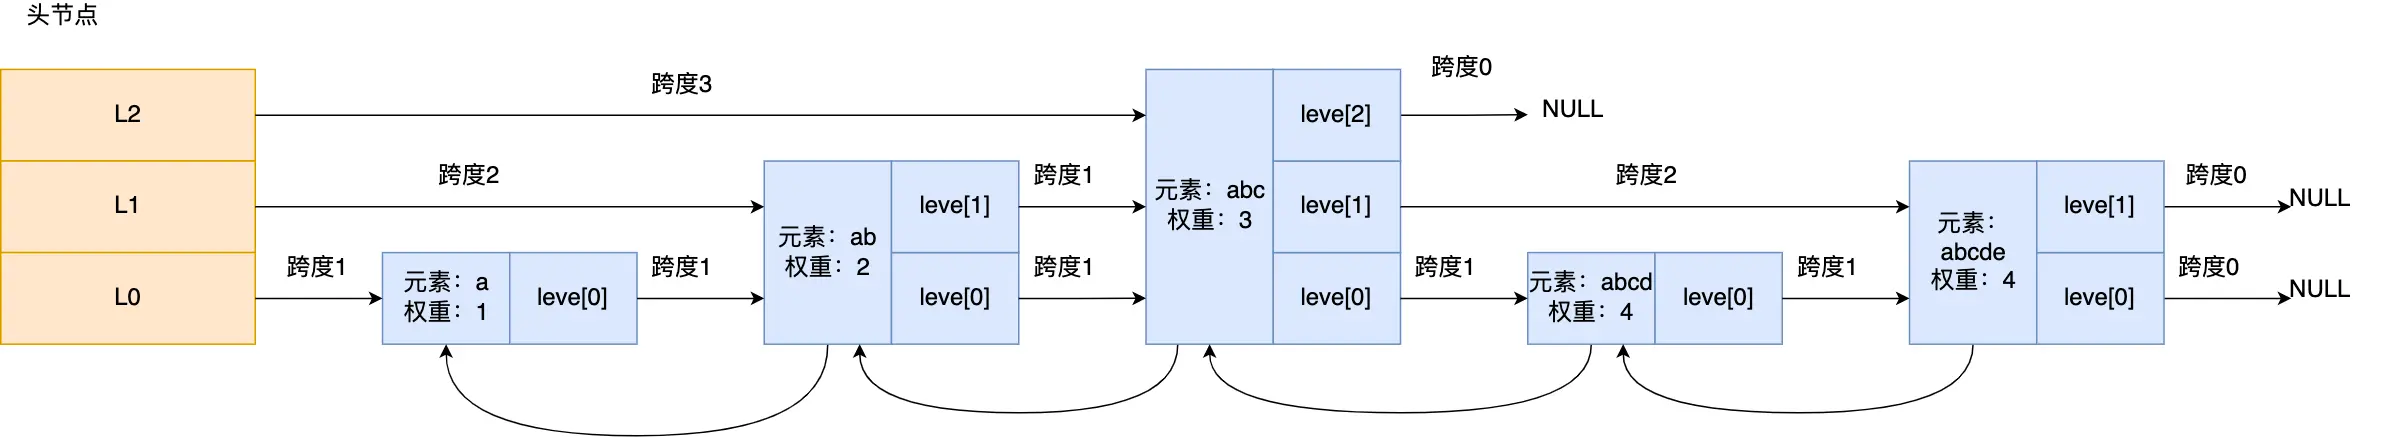 头节点
跨度3
跨度0
L2
leve[2]
NULL
跨度2
跨度1
跨度2
跨度0
L1
leve[1]
元素：abc
权重：3
leve[1]
leve[1]
NULL
元素：ab
权重：2
元素：
abcde
权重：4
跨度1
跨度1
跨度1
跨度1
跨度1
跨度0
L0
元素：a
权重：1
leve[0]
leve[0]
leve[0]
元素：abcd
权重：4
leve[0]
leve[0]
NULL